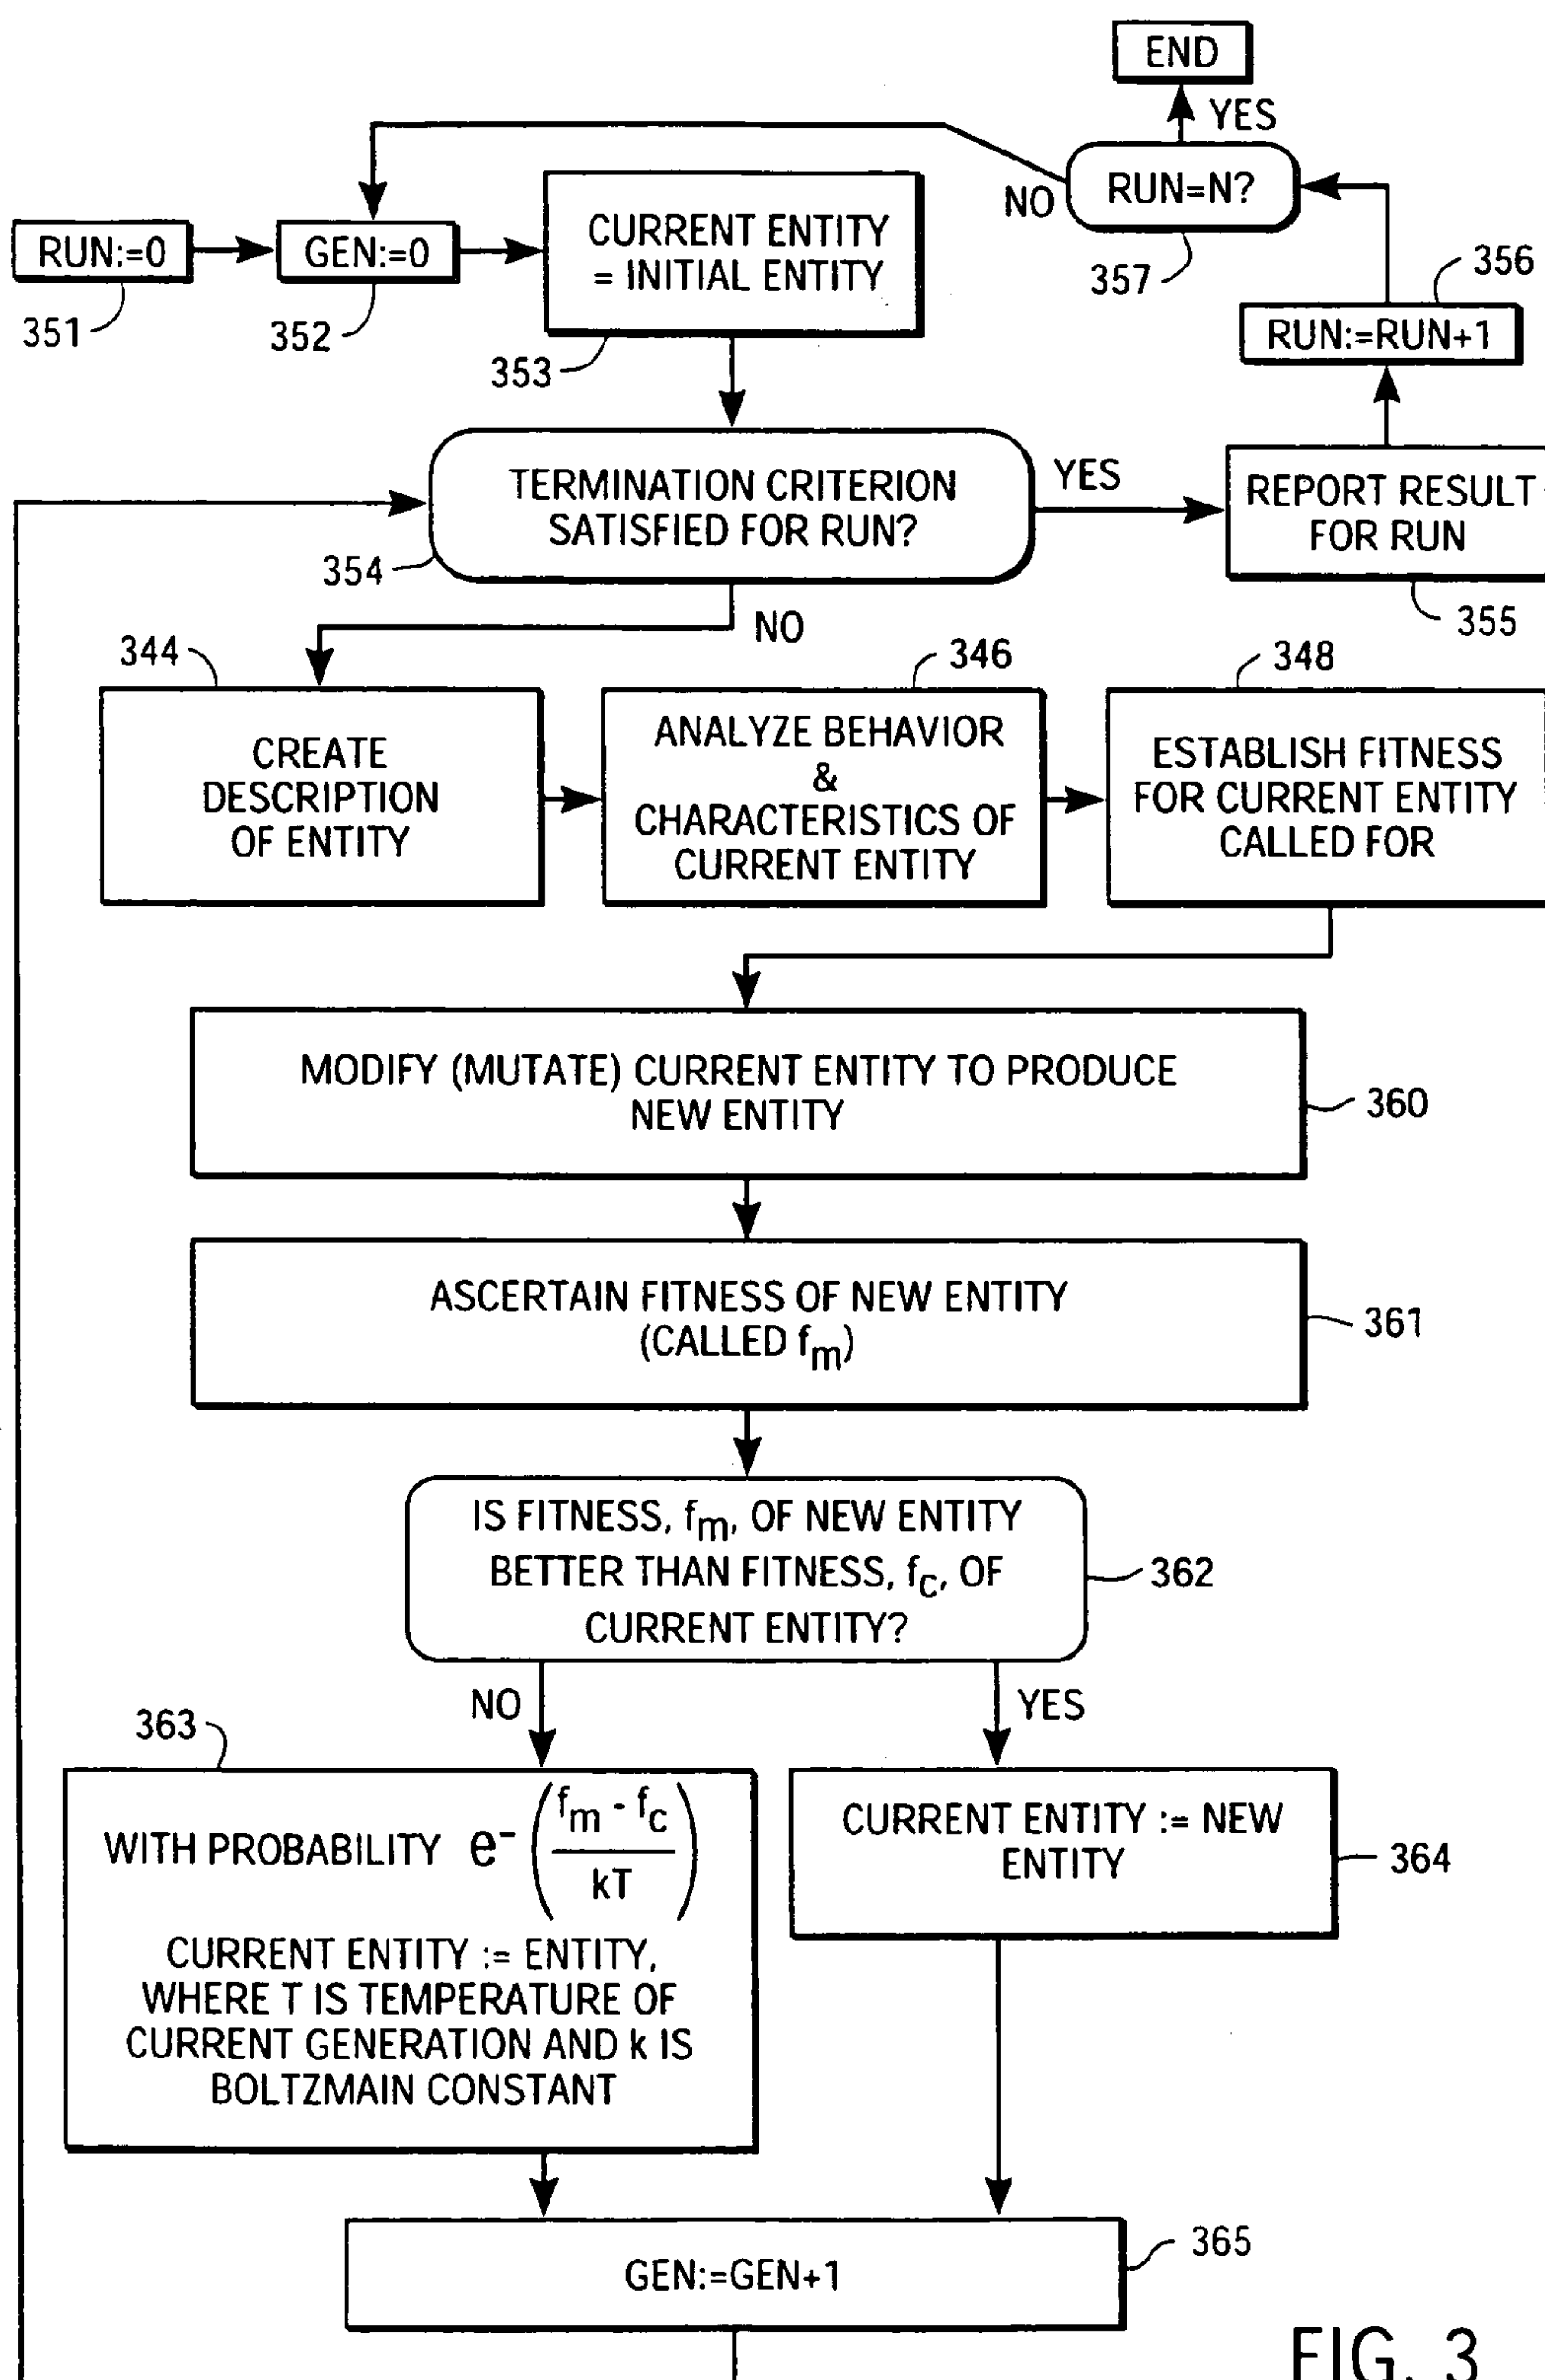 END
YES
RUN=N?
NO
357
RUN:=0
351
GEN:=0
352
CURRENT ENTITY
= INITIAL ENTITY
353
356
RUN:=RUN+1
TERMINATION CRITERION
SATISFIED FOR RUN?
354
YES
REPORT RESULT
FOR RUN
355
NO
344
CREATE
DESCRIPTION
OF ENTITY
346
ANALYZE BEHAVIOR
&
CHARACTERISTICS OF
CURRENT ENTITY
348
ESTABLISH FITNESS
FOR CURRENT ENTITY
CALLED FOR
MODIFY (MUTATE) CURRENT ENTITY TO PRODUCE
NEW ENTITY
360
ASCERTAIN FITNESS OF NEW ENTITY
(CALLED fm)
361
IS FITNESS, fm, OF NEW ENTITY
BETTER THAN FITNESS, fc, OF
CURRENT ENTITY?
362
NO
YES
363
WITH PROBABILITY e- (fm - fc / kT)
CURRENT ENTITY := ENTITY,
WHERE T IS TEMPERATURE OF
CURRENT GENERATION AND k IS
BOLTZMAIN CONSTANT
CURRENT ENTITY := NEW
ENTITY
364
GEN:=GEN+1
365
FIG. 3